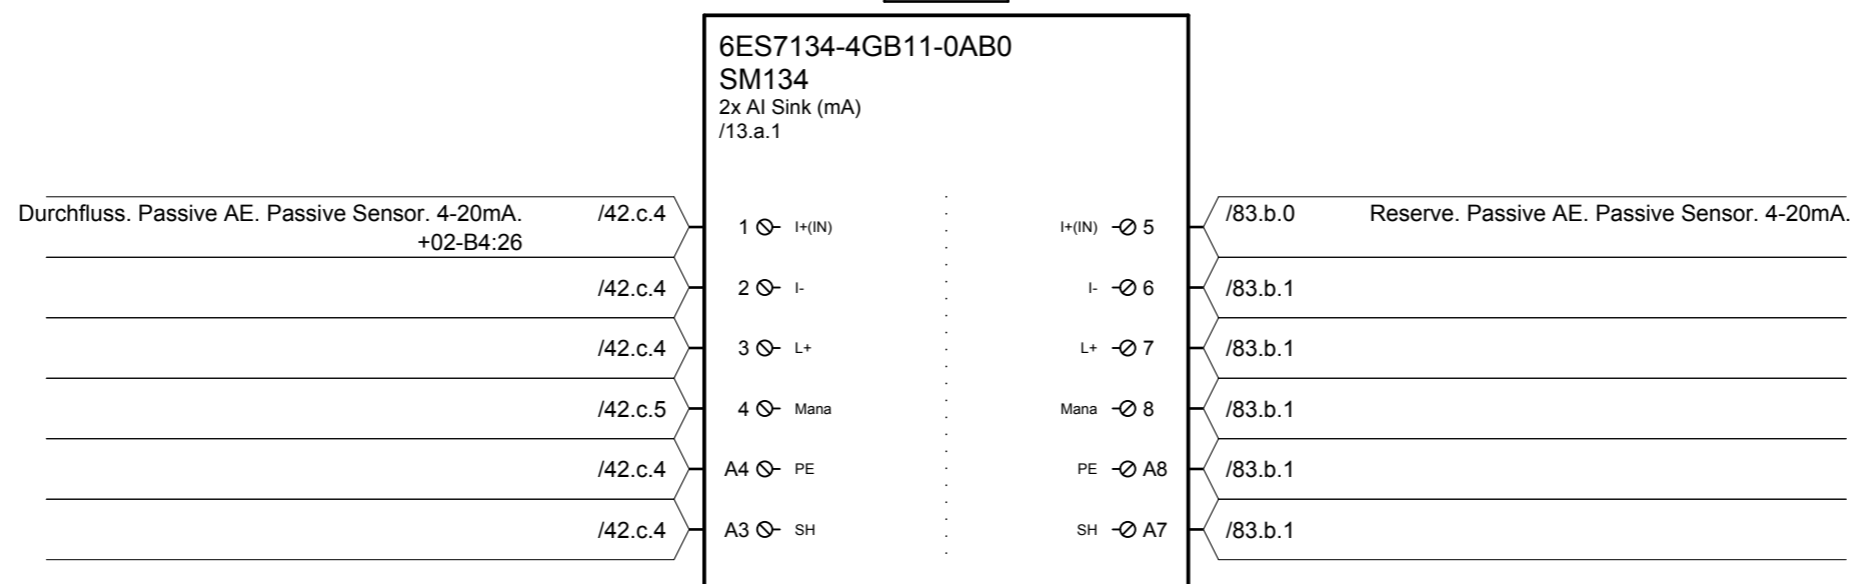 6ES7134-4GB11-0AB0
SM134
2x AI Sink (mA)
/13.a.1
Durchfluss. Passive AE. Passive Sensor. 4-20mA. /42.c.4 1 I+(IN) I+(IN) 5 /83.b.0 Reserve. Passive AE. Passive Sensor. 4-20mA.
+02-B4:26
/42.c.4 2 I- I- 6 /83.b.1
/42.c.4 3 L+ L+ 7 /83.b.1
/42.c.5 4 Mana Mana 8 /83.b.1
/42.c.4 A4 PE PE A8 /83.b.1
/42.c.4 A3 SH SH A7 /83.b.1